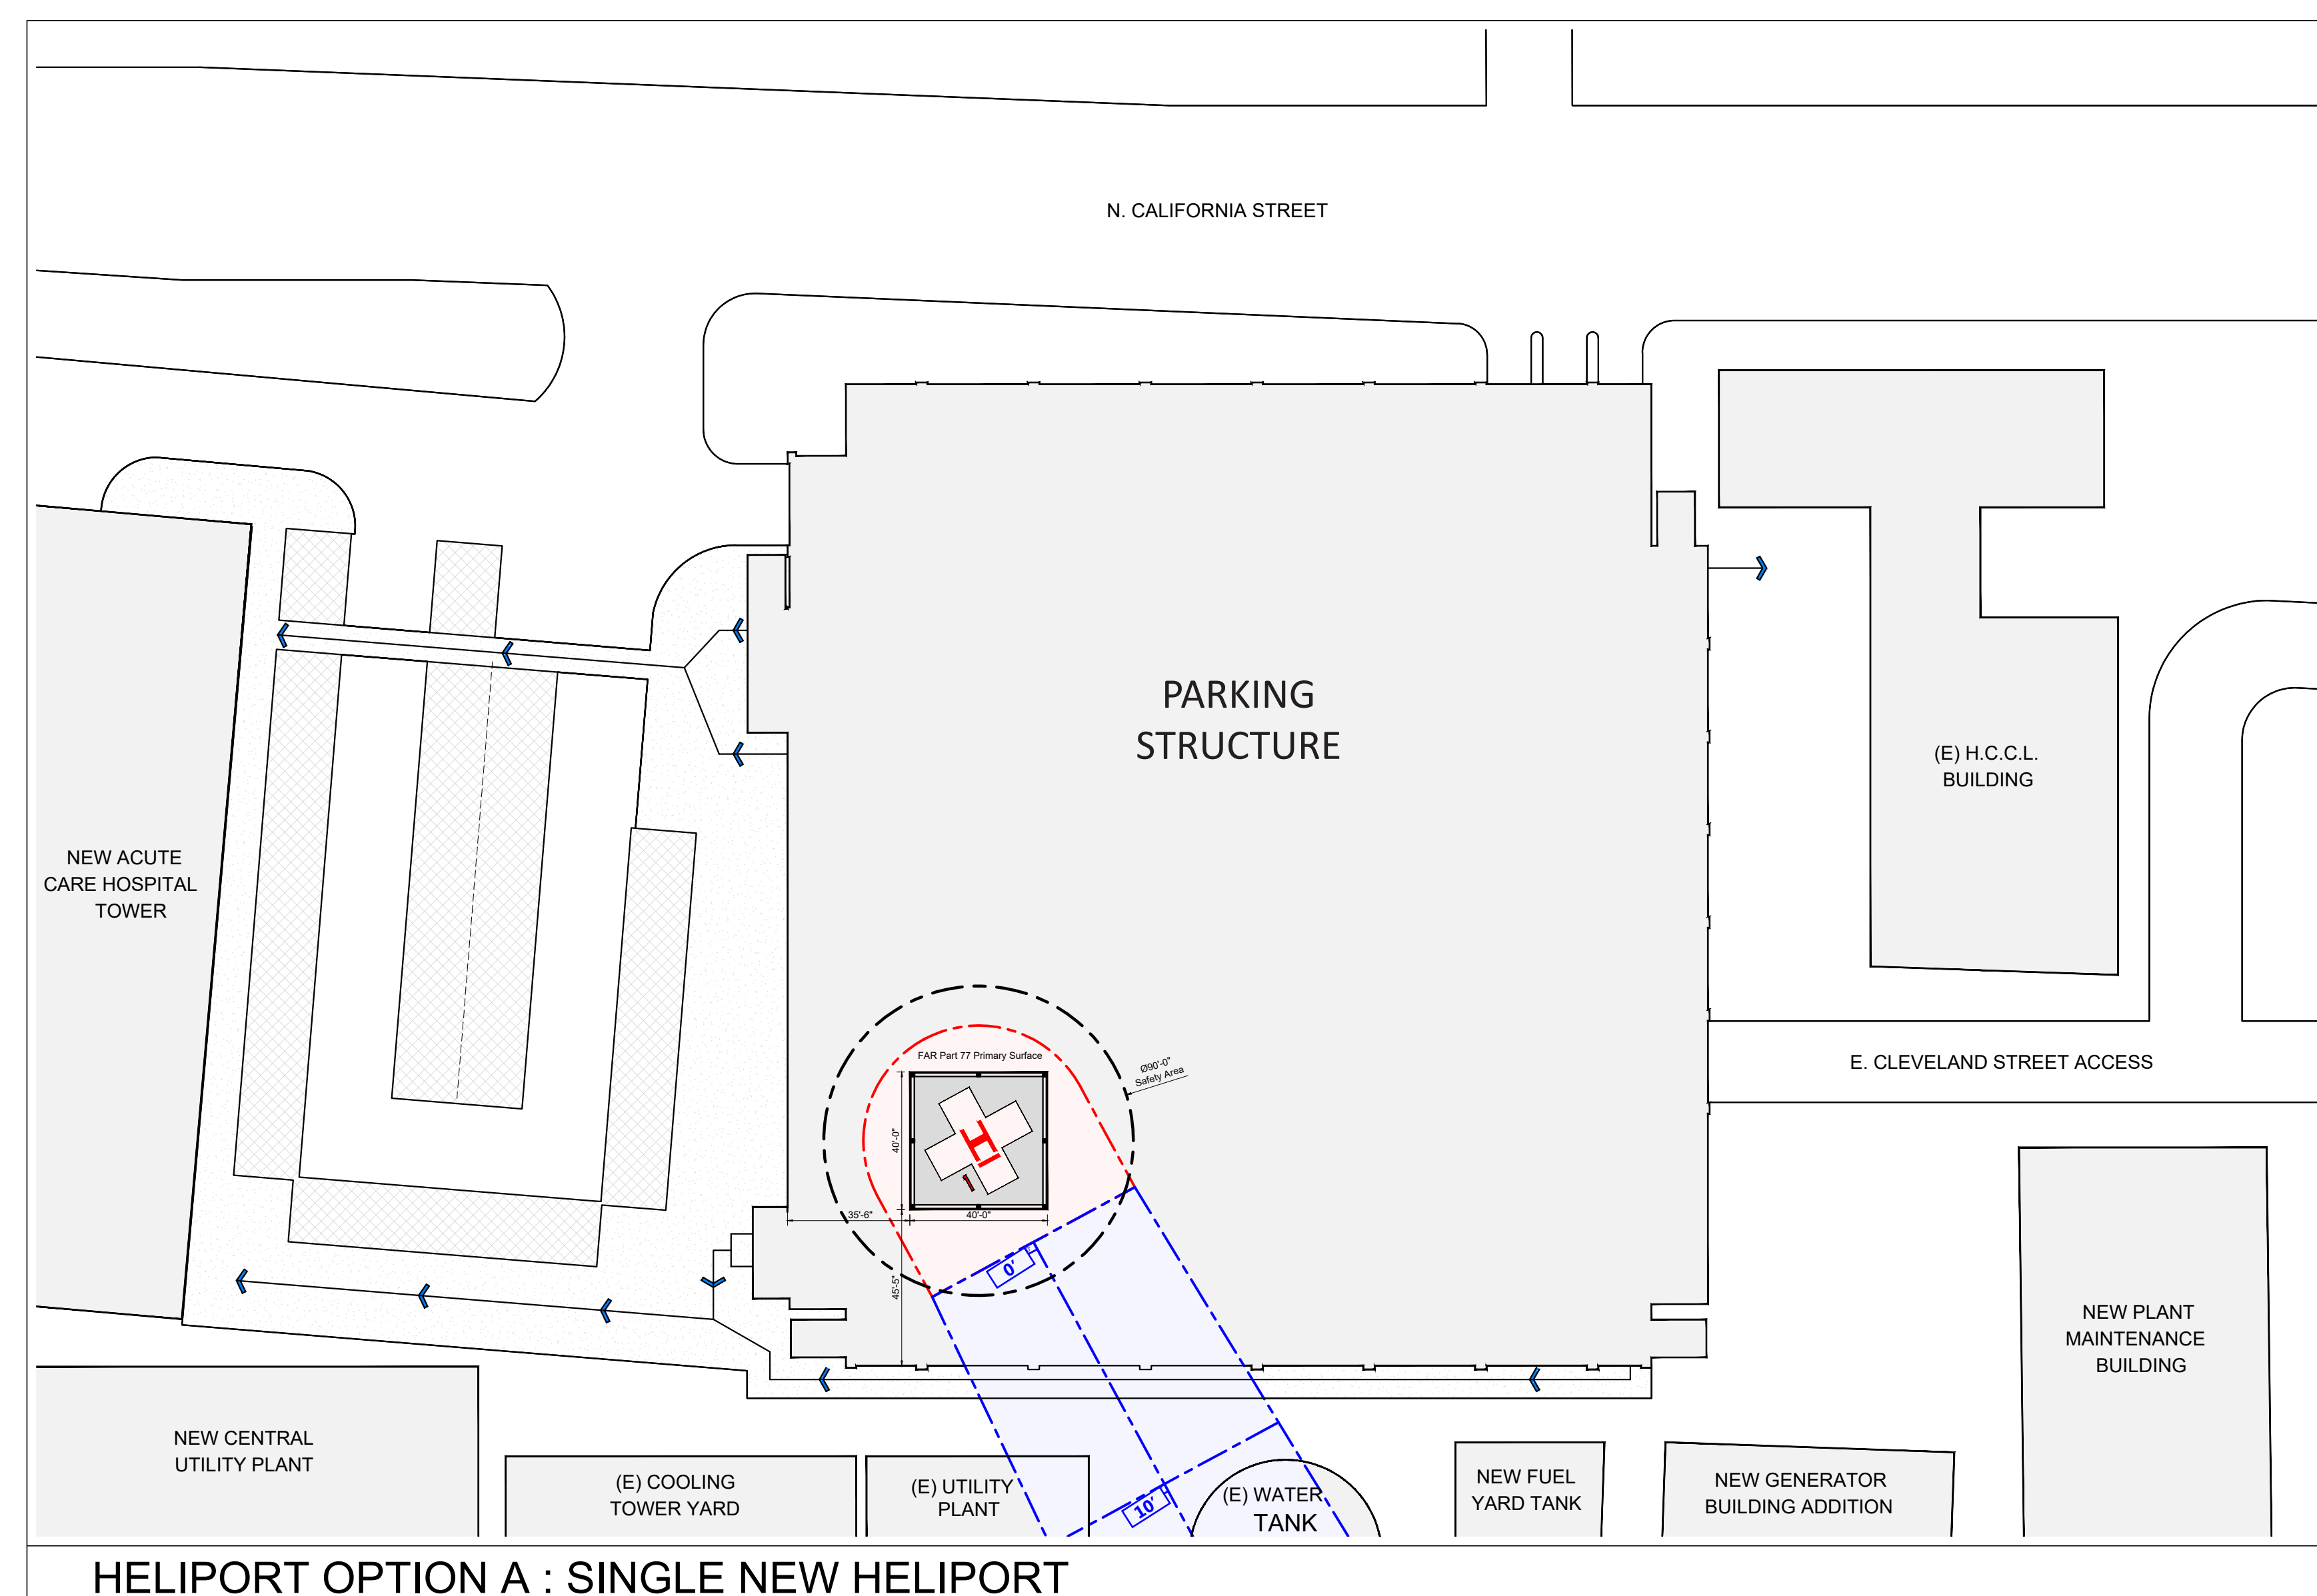 N. CALIFORNIA STREET
PARKING
STRUCTURE
(E) H.C.C.L.
BUILDING
NEW ACUTE
CARE HOSPITAL
TOWER
FAR Part 77 Primary Surface
Ø90'-0"
Safety Area
E. CLEVELAND STREET ACCESS
40'-0"
H
35'-6"
40'-0"
0'
45'-5"
NEW PLANT
MAINTENANCE
BUILDING
NEW CENTRAL
UTILITY PLANT
(E) COOLING
TOWER YARD
(E) UTILITY
PLANT
10'
(E) WATER
TANK
NEW FUEL
YARD TANK
NEW GENERATOR
BUILDING ADDITION
HELIPORT OPTION A : SINGLE NEW HELIPORT